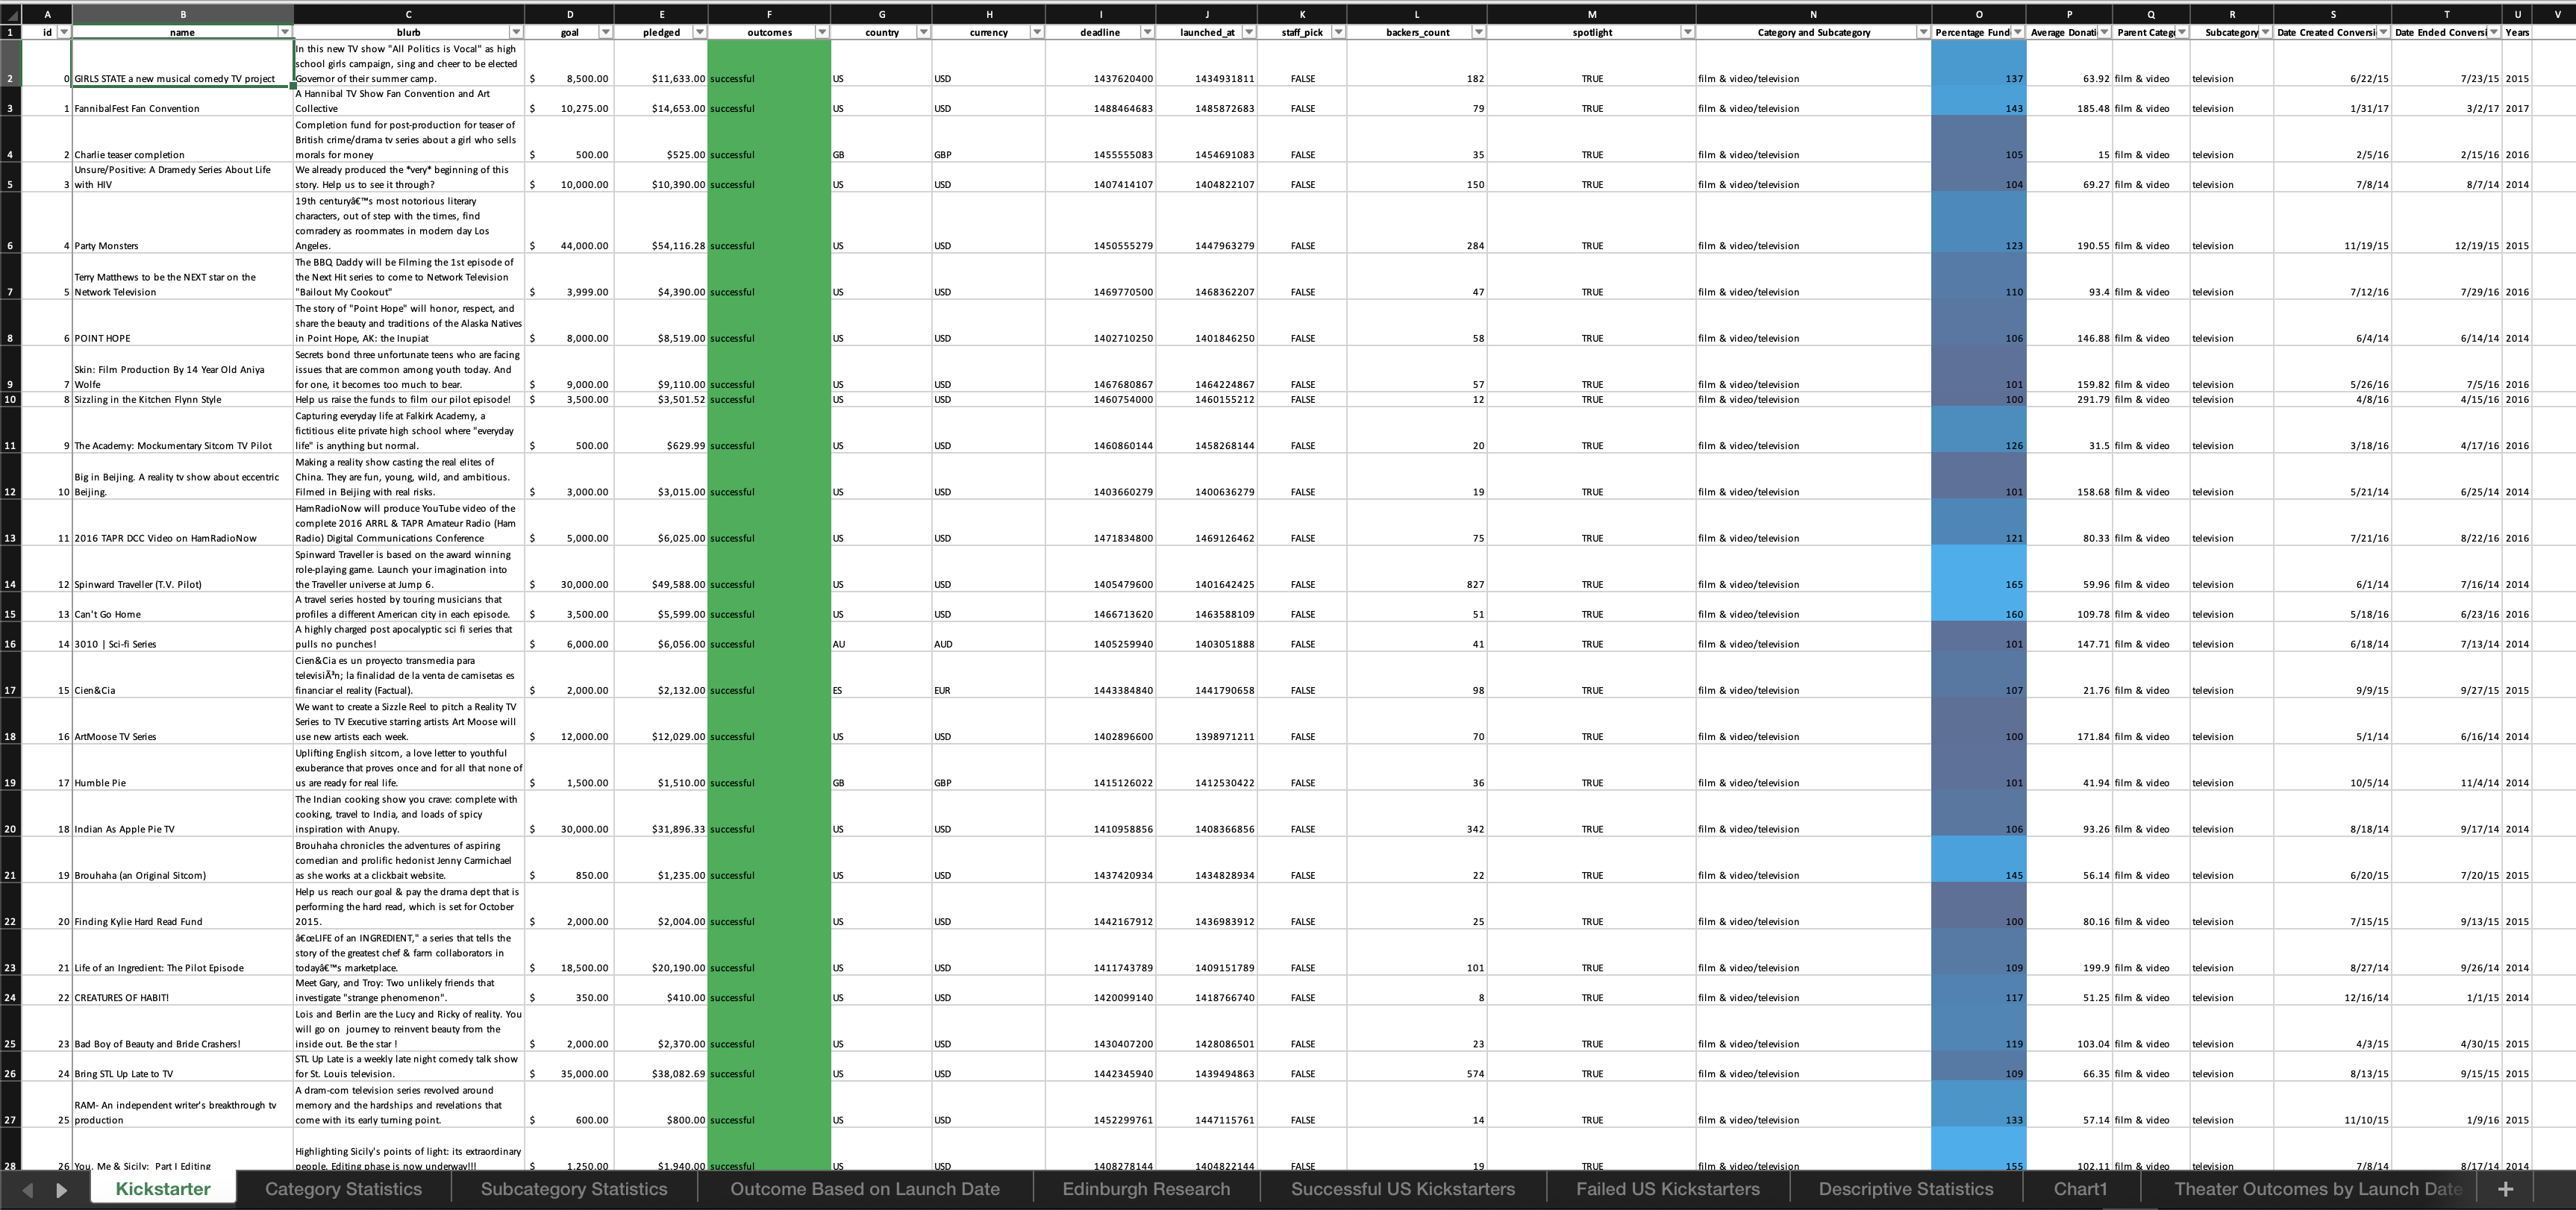 A B C D E F G H I J K L M N O P Q R S T U V
1 id name blurb goal pledged outcomes country currency deadline launched_at staff_pick backers_count spotlight Category and Subcategory Percentage Fund Average Donati Parent Categ Subcategory Date Created Conversi Date Ended Conversi Years
In this new TV show "All Politics is Vocal" as high
school girls campaign, sing and cheer to be elected
2 0 GIRLS STATE a new musical comedy TV project Governor of their summer camp. $ 8,500.00 $11,633.00 successful US USD 1437620400 1434931811 FALSE 182 TRUE film & video/television 137 63.92 film & video television 6/22/15 7/23/15 2015
A Hannibal TV Show Fan Convention and Art
3 1 FannibalFest Fan Convention Collective $ 10,275.00 $14,653.00 successful US USD 1488464683 1485872683 FALSE 79 TRUE film & video/television 143 185.48 film & video television 1/31/17 3/2/17 2017
Completion fund for post-production for teaser of
British crime/drama tv series about a girl who sells
4 2 Charlie teaser completion morals for money $ 500.00 $525.00 successful GB GBP 1455555083 1454691083 FALSE 35 TRUE film & video/television 105 15 film & video television 2/5/16 2/15/16 2016
Unsure/Positive: A Dramedy Series About Life We already produced the *very* beginning of this
5 3 with HIV story. Help us to see it through? $ 10,000.00 $10,390.00 successful US USD 1407414107 1404822107 FALSE 150 TRUE film & video/television 104 69.27 film & video television 7/8/14 8/7/14 2014
19th centuryâ€™s most notorious literary
characters, out of step with the times, find
comradery as roommates in modern day Los
6 4 Party Monsters Angeles. $ 44,000.00 $54,116.28 successful US USD 1450555279 1447963279 FALSE 284 TRUE film & video/television 123 190.55 film & video television 11/19/15 12/19/15 2015
The BBQ Daddy will be Filming the 1st episode of
Terry Matthews to be the NEXT star on the the Next Hit series to come to Network Television
7 5 Network Television "Bailout My Cookout" $ 3,999.00 $4,390.00 successful US USD 1469770500 1468362207 FALSE 47 TRUE film & video/television 110 93.4 film & video television 7/12/16 7/29/16 2016
The story of "Point Hope" will honor, respect, and
share the beauty and traditions of the Alaska Natives
8 6 POINT HOPE in Point Hope, AK: the Inupiat $ 8,000.00 $8,519.00 successful US USD 1402710250 1401846250 FALSE 58 TRUE film & video/television 106 146.88 film & video television 6/4/14 6/14/14 2014
Secrets bond three unfortunate teens who are facing
Skin: Film Production By 14 Year Old Aniya issues that are common among youth today. And
9 7 Wolfe for one, it becomes too much to bear. $ 9,000.00 $9,110.00 successful US USD 1467680867 1464224867 FALSE 57 TRUE film & video/television 101 159.82 film & video television 5/26/16 7/5/16 2016
10 8 Sizzling in the Kitchen Flynn Style Help us raise the funds to film our pilot episode! $ 3,500.00 $3,501.52 successful US USD 1460754000 1460155212 FALSE 12 TRUE film & video/television 100 291.79 film & video television 4/8/16 4/15/16 2016
Capturing everyday life at Falkirk Academy, a
fictitious elite private high school where "everyday
11 9 The Academy: Mockumentary Sitcom TV Pilot life" is anything but normal. $ 500.00 $629.99 successful US USD 1460860144 1458268144 FALSE 20 TRUE film & video/television 126 31.5 film & video television 3/18/16 4/17/16 2016
Making a reality show casting the real elites of
Big in Beijing. A reality tv show about eccentric China. They are fun, young, wild, and ambitious.
12 10 Beijing. Filmed in Beijing with real risks. $ 3,000.00 $3,015.00 successful US USD 1403660279 1400636279 FALSE 19 TRUE film & video/television 101 158.68 film & video television 5/21/14 6/25/14 2014
HamRadioNow will produce YouTube video of the
complete 2016 ARRL & TAPR Amateur Radio (Ham
13 11 2016 TAPR DCC Video on HamRadioNow Radio) Digital Communications Conference $ 5,000.00 $6,025.00 successful US USD 1471834800 1469126462 FALSE 75 TRUE film & video/television 121 80.33 film & video television 7/21/16 8/22/16 2016
Spinward Traveller is based on the award winning
role-playing game. Launch your imagination into
14 12 Spinward Traveller (T.V. Pilot) the Traveller universe at Jump 6. $ 30,000.00 $49,588.00 successful US USD 1405479600 1401642425 FALSE 827 TRUE film & video/television 165 59.96 film & video television 6/1/14 7/16/14 2014
A travel series hosted by touring musicians that
15 13 Can't Go Home profiles a different American city in each episode. $ 3,500.00 $5,599.00 successful US USD 1466713620 1463588109 FALSE 51 TRUE film & video/television 160 109.78 film & video television 5/18/16 6/23/16 2016
A highly charged post apocalyptic sci fi series that
16 14 3010 | Sci-fi Series pulls no punches! $ 6,000.00 $6,056.00 successful AU AUD 1405259940 1403051888 FALSE 41 TRUE film & video/television 101 147.71 film & video television 6/18/14 7/13/14 2014
Cien&Cia es un proyecto transmedia para
televisiÃ³n; la finalidad de la venta de camisetas es
17 15 Cien&Cia financiar el reality (Factual). $ 2,000.00 $2,132.00 successful ES EUR 1443384840 1441790658 FALSE 98 TRUE film & video/television 107 21.76 film & video television 9/9/15 9/27/15 2015
We want to create a Sizzle Reel to pitch a Reality TV
Series to TV Executive starring artists Art Moose will
18 16 ArtMoose TV Series use new artists each week. $ 12,000.00 $12,029.00 successful US USD 1402896600 1398971211 FALSE 70 TRUE film & video/television 100 171.84 film & video television 5/1/14 6/16/14 2014
Uplifting English sitcom, a love letter to youthful
exuberance that proves once and for all that none of
19 17 Humble Pie us are ready for real life. $ 1,500.00 $1,510.00 successful GB GBP 1415126022 1412530422 FALSE 36 TRUE film & video/television 101 41.94 film & video television 10/5/14 11/4/14 2014
The Indian cooking show you crave: complete with
cooking, travel to India, and loads of spicy
20 18 Indian As Apple Pie TV inspiration with Anupy. $ 30,000.00 $31,896.33 successful US USD 1410958856 1408366856 FALSE 342 TRUE film & video/television 106 93.26 film & video television 8/18/14 9/17/14 2014
Brouhaha chronicles the adventures of aspiring
comedian and prolific hedonist Jenny Carmichael
21 19 Brouhaha (an Original Sitcom) as she works at a clickbait website. $ 850.00 $1,235.00 successful US USD 1437420934 1434828934 FALSE 22 TRUE film & video/television 145 56.14 film & video television 6/20/15 7/20/15 2015
Help us reach our goal & pay the drama dept that is
performing the hard read, which is set for October
22 20 Finding Kylie Hard Read Fund 2015. $ 2,000.00 $2,004.00 successful US USD 1442167912 1436983912 FALSE 25 TRUE film & video/television 100 80.16 film & video television 7/15/15 9/13/15 2015
â€œLIFE of an INGREDIENT," a series that tells the
story of the greatest chef & farm collaborators in
23 21 Life of an Ingredient: The Pilot Episode todayâ€™s marketplace. $ 18,500.00 $20,190.00 successful US USD 1411743789 1409151789 FALSE 101 TRUE film & video/television 109 199.9 film & video television 8/27/14 9/26/14 2014
Meet Gary, and Troy: Two unlikely friends that
24 22 CREATURES OF HABIT! investigate "strange phenomenon". $ 350.00 $410.00 successful US USD 1420099140 1418766740 FALSE 8 TRUE film & video/television 117 51.25 film & video television 12/16/14 1/1/15 2014
Lois and Berlin are the Lucy and Ricky of reality. You
will go on journey to reinvent beauty from the
25 23 Bad Boy of Beauty and Bride Crashers! inside out. Be the star ! $ 2,000.00 $2,370.00 successful US USD 1430407200 1428086501 FALSE 23 TRUE film & video/television 119 103.04 film & video television 4/3/15 4/30/15 2015
STL Up Late is a weekly late night comedy talk show
26 24 Bring STL Up Late to TV for St. Louis television. $ 35,000.00 $38,082.69 successful US USD 1442345940 1439494863 FALSE 574 TRUE film & video/television 109 66.35 film & video television 8/13/15 9/15/15 2015
A dram-com television series revolved around
RAM- An independent writer's breakthrough tv memory and the hardships and revelations that
27 25 production come with its early turning point. $ 600.00 $800.00 successful US USD 1452299761 1447115761 FALSE 14 TRUE film & video/television 133 57.14 film & video television 11/10/15 1/9/16 2015
Highlighting Sicily's points of light: its extraordinary
28 26 You, Me & Sicily: Part I Editing people. Editing phase is now underway!!! $ 1,250.00 $1,940.00 successful US USD 1408278144 1404822144 FALSE 19 TRUE film & video/television 155 102.11 film & video television 7/8/14 8/17/14 2014
Kickstarter Category Statistics Subcategory Statistics Outcome Based on Launch Date Edinburgh Research Successful US Kickstarters Failed US Kickstarters Descriptive Statistics Chart1 Theater Outcomes by Launch Date +